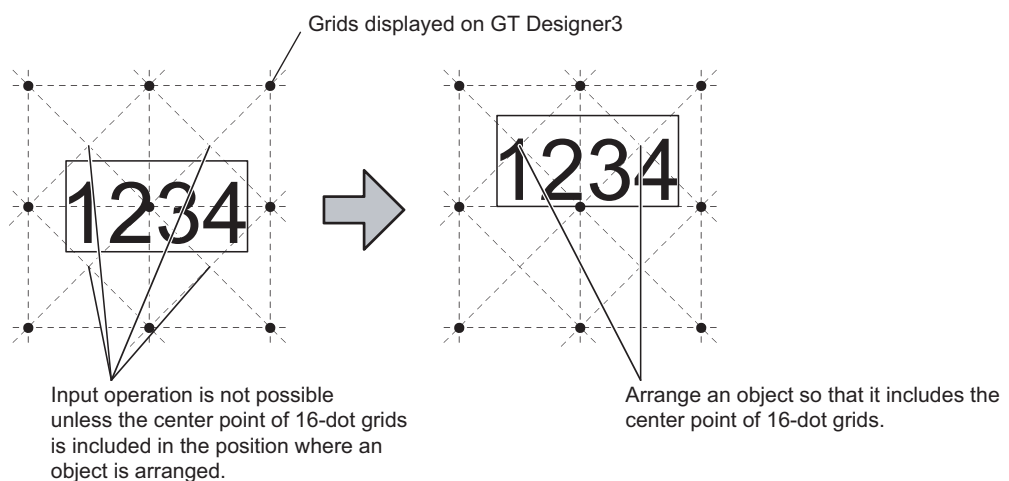 Grids displayed on GT Designer3
1234
1234
Input operation is not possible
unless the center point of 16-dot grids
is included in the position where an
object is arranged.
Arrange an object so that it includes the
center point of 16-dot grids.